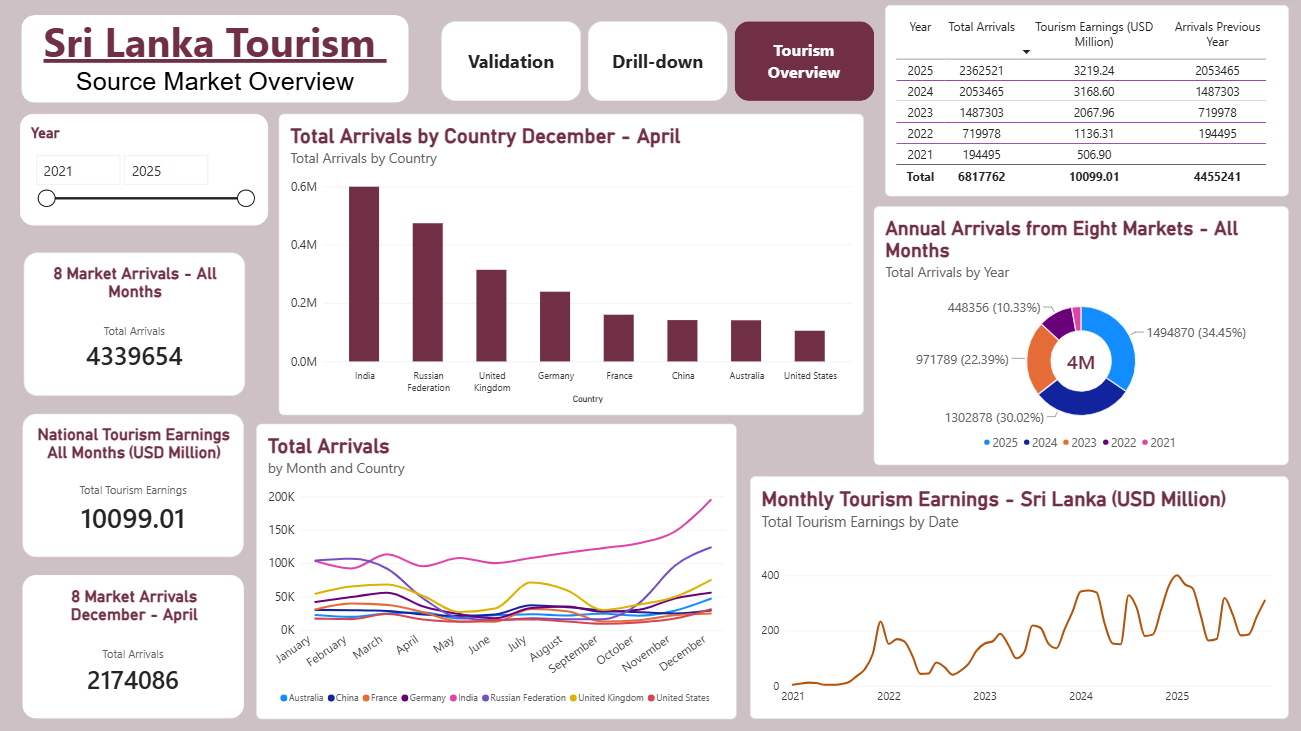 Sri Lanka Tourism
Source Market Overview
Validation
Drill-down
Tourism
Overview
Year Total Arrivals Tourism Earnings (USD Million) Arrivals Previous Year
2025 2362521 3219.24 2053465
2024 2053465 3168.60 1487303
2023 1487303 2067.96 719978
2022 719978 1136.31 194495
2021 194495 506.90
Total 6817762 10099.01 4455241
Year
2021 2025
Total Arrivals by Country December - April
Total Arrivals by Country
0.6M
0.4M
0.2M
0.0M
India
Russian Federation
United Kingdom
Germany
France
China
Australia
United States
Country
Annual Arrivals from Eight Markets - All
Months
Total Arrivals by Year
448356 (10.33%)
1494870 (34.45%)
971789 (22.39%)
4M
1302878 (30.02%)
2025 2024 2023 2022 2021
8 Market Arrivals - All
Months
Total Arrivals
4339654
National Tourism Earnings
All Months (USD Million)
Total Tourism Earnings
10099.01
8 Market Arrivals
December - April
Total Arrivals
2174086
Total Arrivals
by Month and Country
200K
150K
100K
50K
0K
January
February
March
April
May
June
July
August
September
October
November
December
Australia China France Germany India Russian Federation United Kingdom United States
Monthly Tourism Earnings - Sri Lanka (USD Million)
Total Tourism Earnings by Date
400
200
0
2021 2022 2023 2024 2025